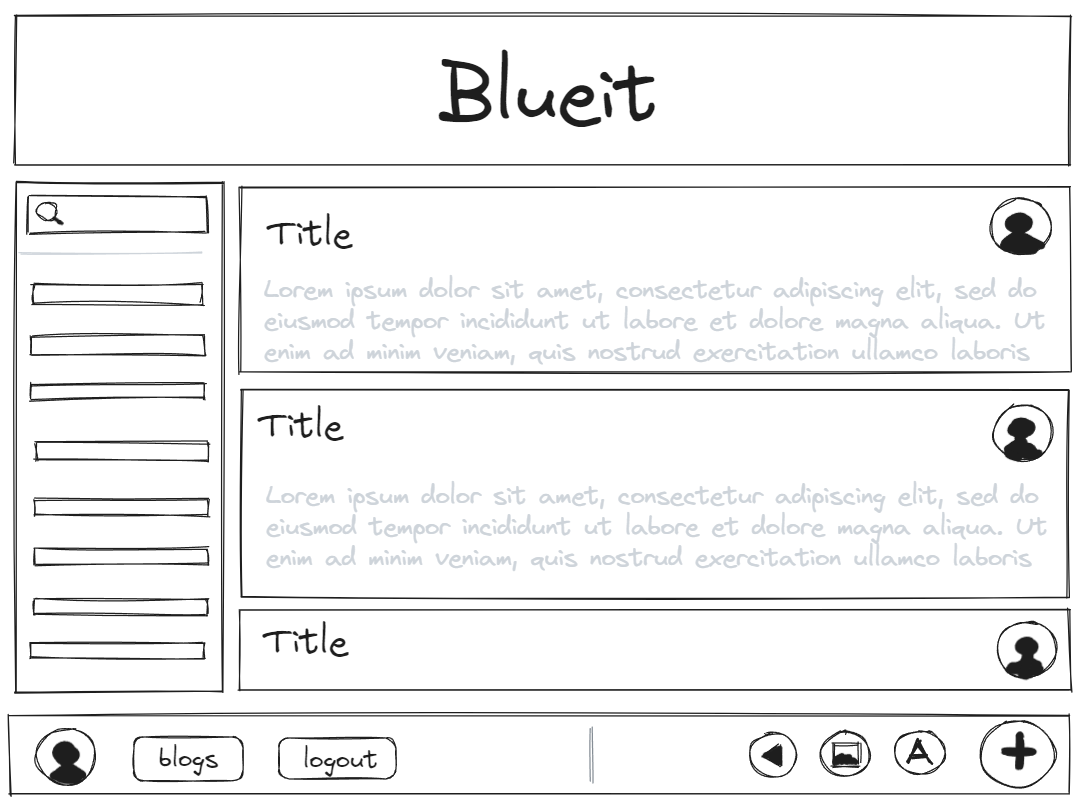 Blueit
Title
Lorem ipsum dolor sit amet, consectetur adipiscing elit, sed do
eiusmod tempor incididunt ut labore et dolore magna aliqua. Ut
enim ad minim veniam, quis nostrud exercitation ullamco laboris
Title
Lorem ipsum dolor sit amet, consectetur adipiscing elit, sed do
eiusmod tempor incididunt ut labore et dolore magna aliqua. Ut
enim ad minim veniam, quis nostrud exercitation ullamco laboris
Title
blogs
logout
A